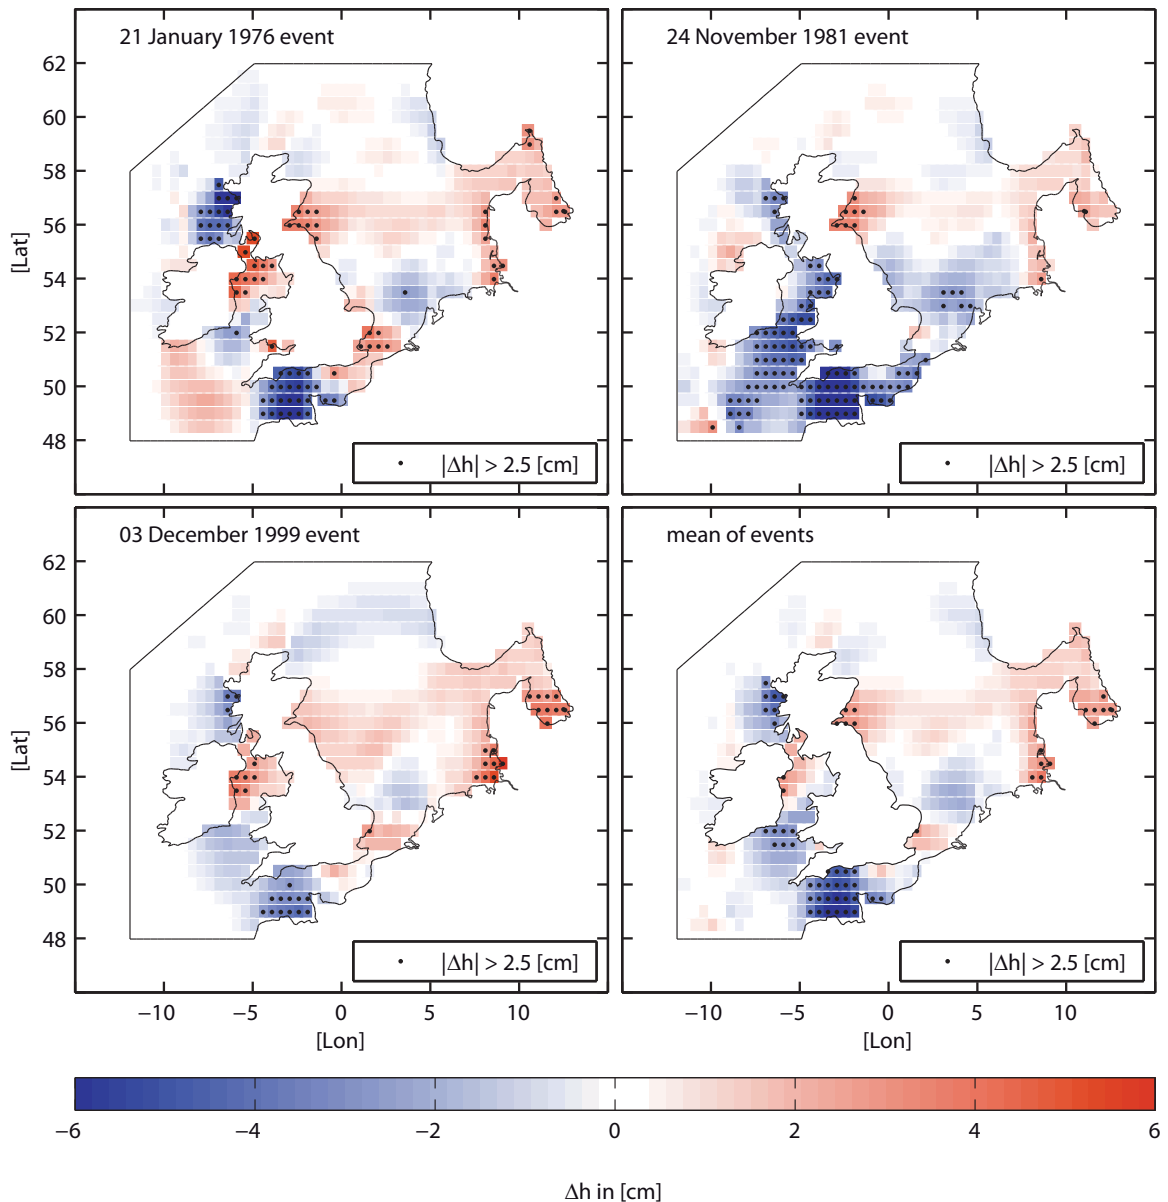 21 January 1976 event
24 November 1981 event
62
60
58
56
54
52
50
48
[Lat]
|Δh| > 2.5 [cm]
|Δh| > 2.5 [cm]
03 December 1999 event
mean of events
62
60
58
56
54
52
50
48
[Lat]
|Δh| > 2.5 [cm]
|Δh| > 2.5 [cm]
−10 −5 0 5 10
−10 −5 0 5 10
[Lon]
[Lon]
−6 −4 −2 0 2 4 6
Δh in [cm]